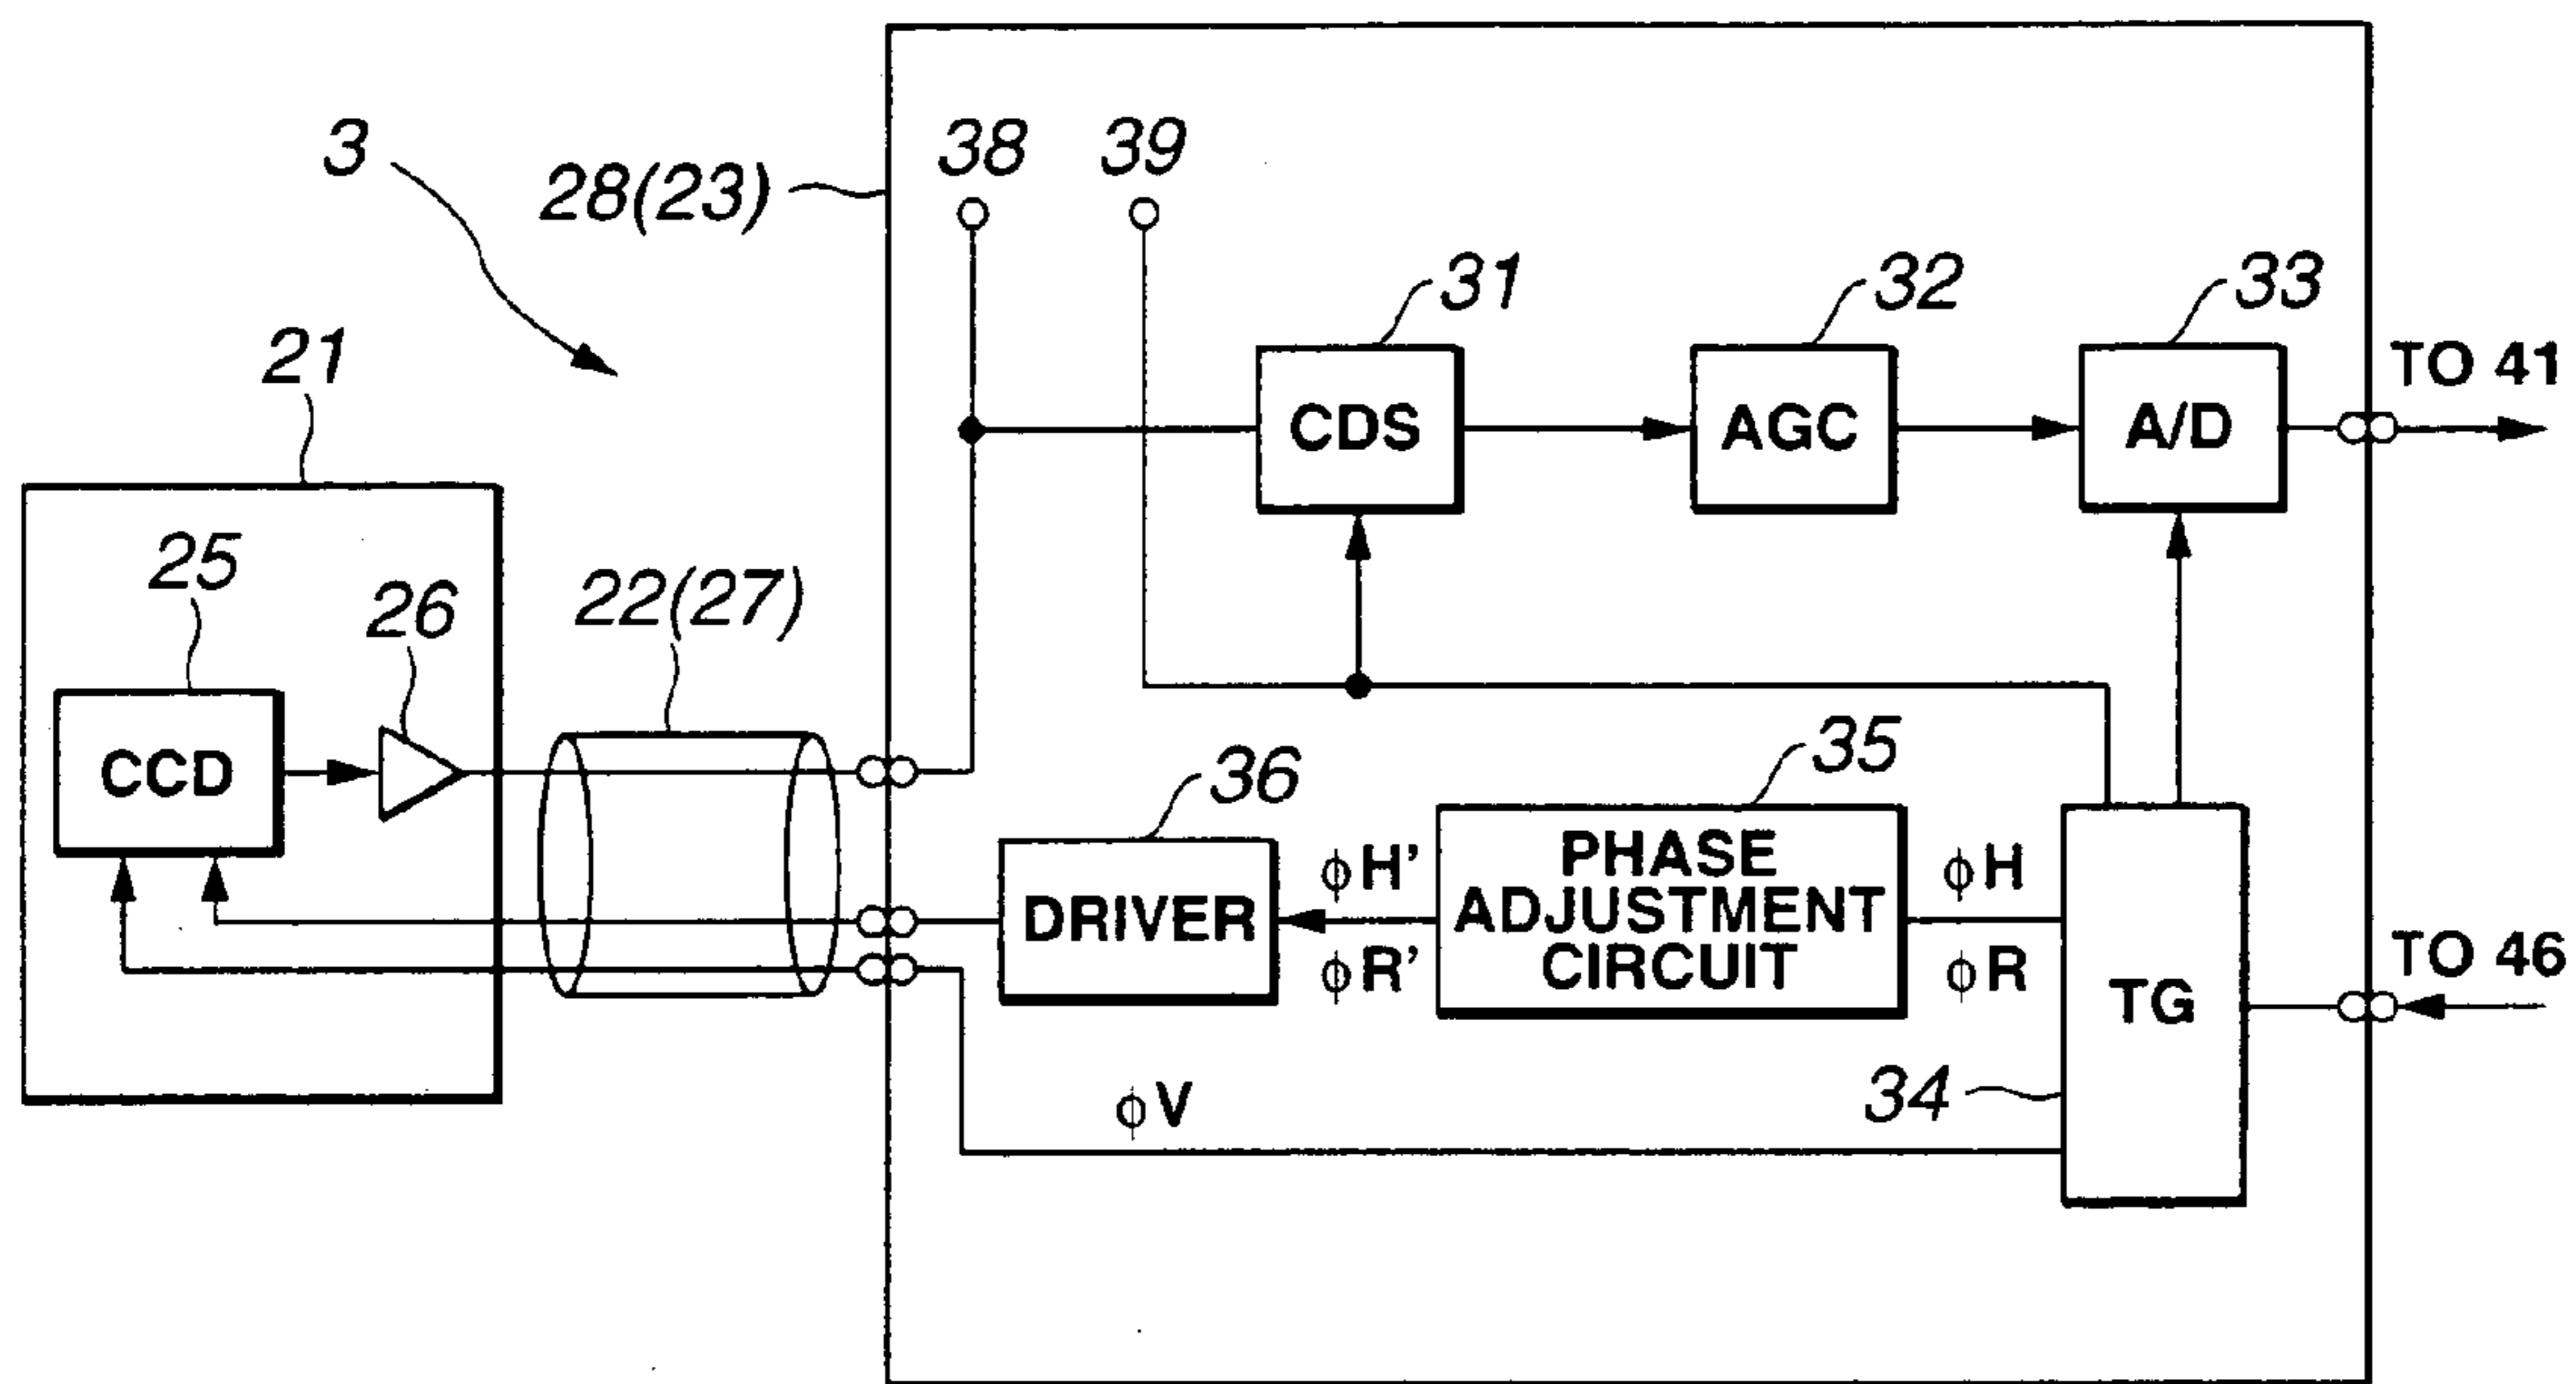 3
28(23)
38
39
31
32
33
CDS
AGC
A/D
TO 41
21
25
26
22(27)
CCD
36
35
DRIVER
ϕH'
ϕR'
PHASE
ADJUSTMENT
CIRCUIT
ϕH
ϕR
TG
TO 46
34
ϕV